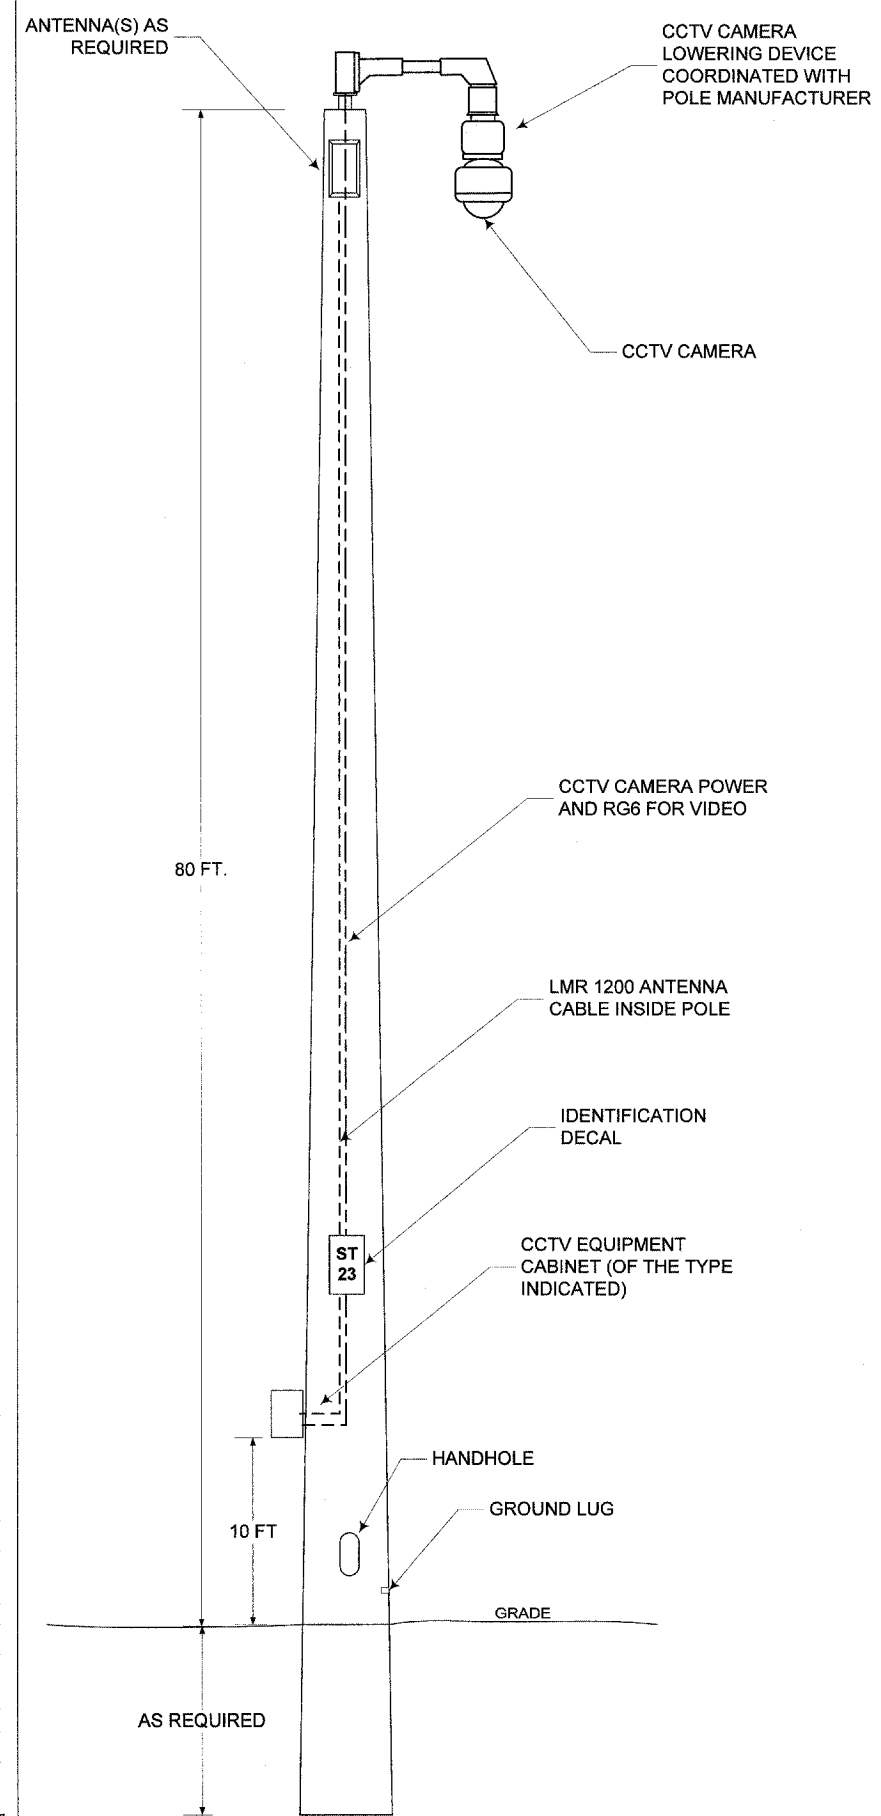 ANTENNA(S) AS
REQUIRED
CCTV CAMERA
LOWERING DEVICE
COORDINATED WITH
POLE MANUFACTURER
CCTV CAMERA
CCTV CAMERA POWER
AND RG6 FOR VIDEO
80 FT.
LMR 1200 ANTENNA
CABLE INSIDE POLE
IDENTIFICATION
DECAL
ST
23
CCTV EQUIPMENT
CABINET (OF THE TYPE
INDICATED)
HANDHOLE
GROUND LUG
10 FT
GRADE
AS REQUIRED